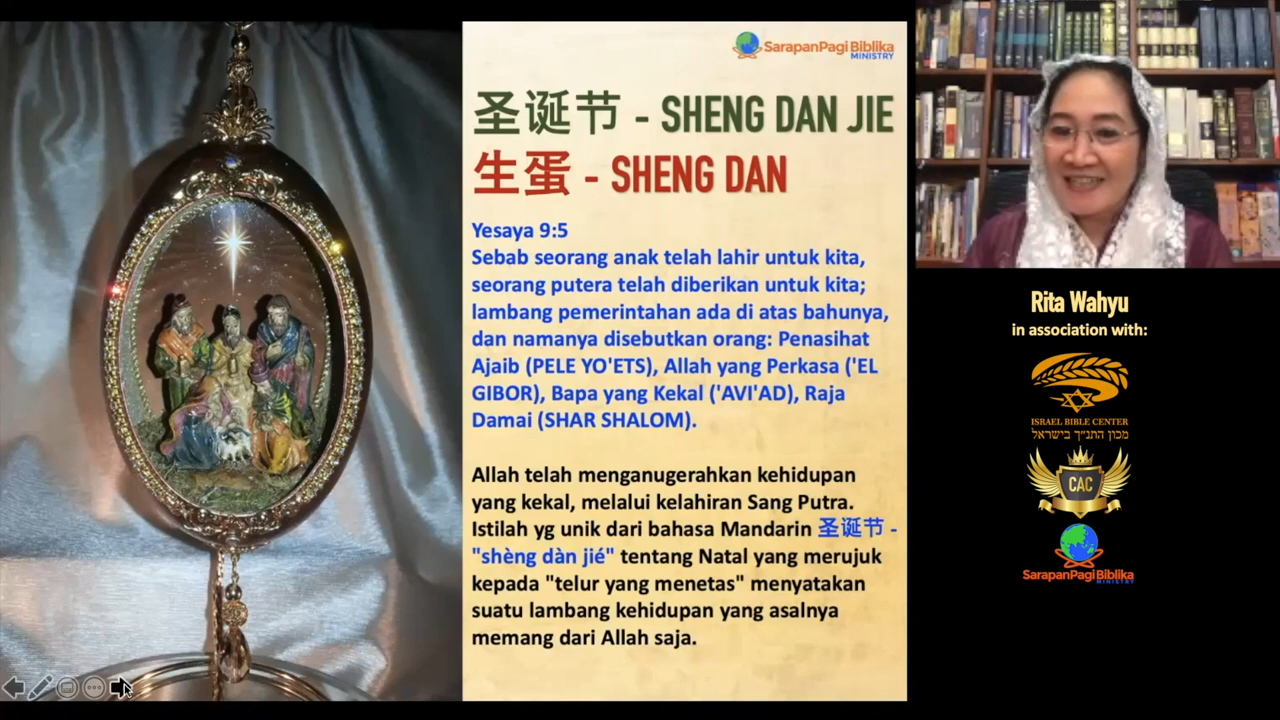 SarapanPagi Biblika
MINISTRY
圣诞节 - SHENG DAN JIE
生蛋 - SHENG DAN
Yesaya 9:5
Sebab seorang anak telah lahir untuk kita,
seorang putera telah diberikan untuk kita;
lambang pemerintahan ada di atas bahunya,
dan namanya disebutkan orang: Penasihat
Ajaib (PELE YO'ETS), Allah yang Perkasa ('EL
GIBOR), Bapa yang Kekal ('AVI'AD), Raja
Damai (SHAR SHALOM).
Allah telah menganugerahkan kehidupan
yang kekal, melalui kelahiran Sang Putra.
Istilah yg unik dari bahasa Mandarin 圣诞节 -
"shèng dàn jié" tentang Natal yang merujuk
kepada "telur yang menetas" menyatakan
suatu lambang kehidupan yang asalnya
memang dari Allah saja.
Rita Wahyu
in association with:
ISRAEL BIBLE CENTER
מכון התנ״ך בישראל
CAC
SarapanPagi Biblika
MINISTRY